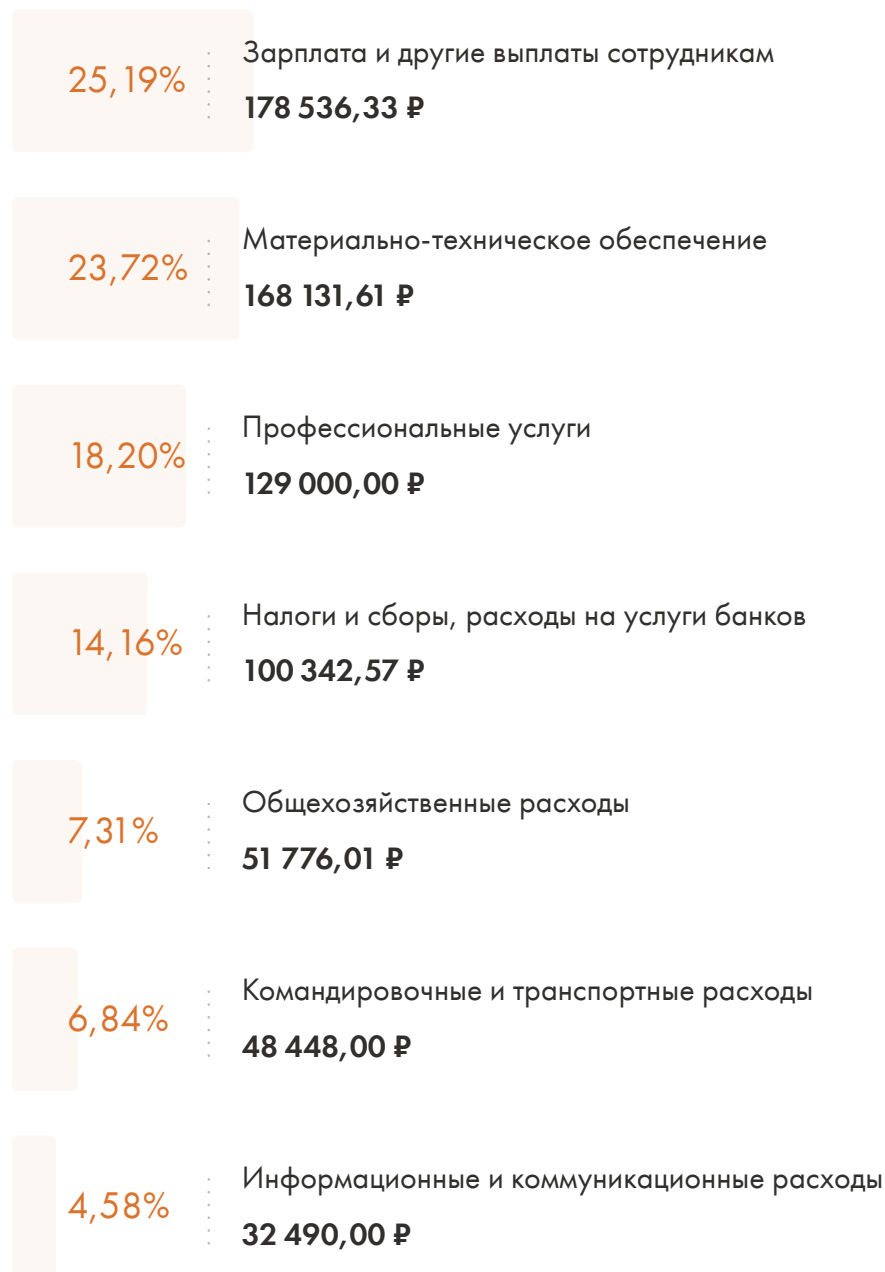 25,19%
Зарплата и другие выплаты сотрудникам
178 536,33 ₽
23,72%
Материально-техническое обеспечение
168 131,61 ₽
18,20%
Профессиональные услуги
129 000,00 ₽
14,16%
Налоги и сборы, расходы на услуги банков
100 342,57 ₽
7,31%
Общехозяйственные расходы
51 776,01 ₽
6,84%
Командировочные и транспортные расходы
48 448,00 ₽
4,58%
Информационные и коммуникационные расходы
32 490,00 ₽